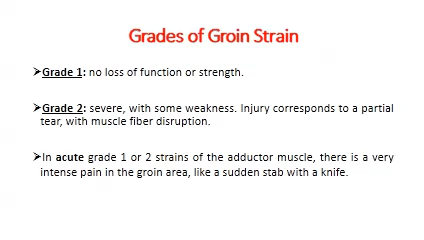 Grades of Groin Strain
➢Grade 1: no loss of function or strength.
➢Grade 2: severe, with some weakness. Injury corresponds to a partial
tear, with muscle fiber disruption.
➢In acute grade 1 or 2 strains of the adductor muscle, there is a very
intense pain in the groin area, like a sudden stab with a knife.